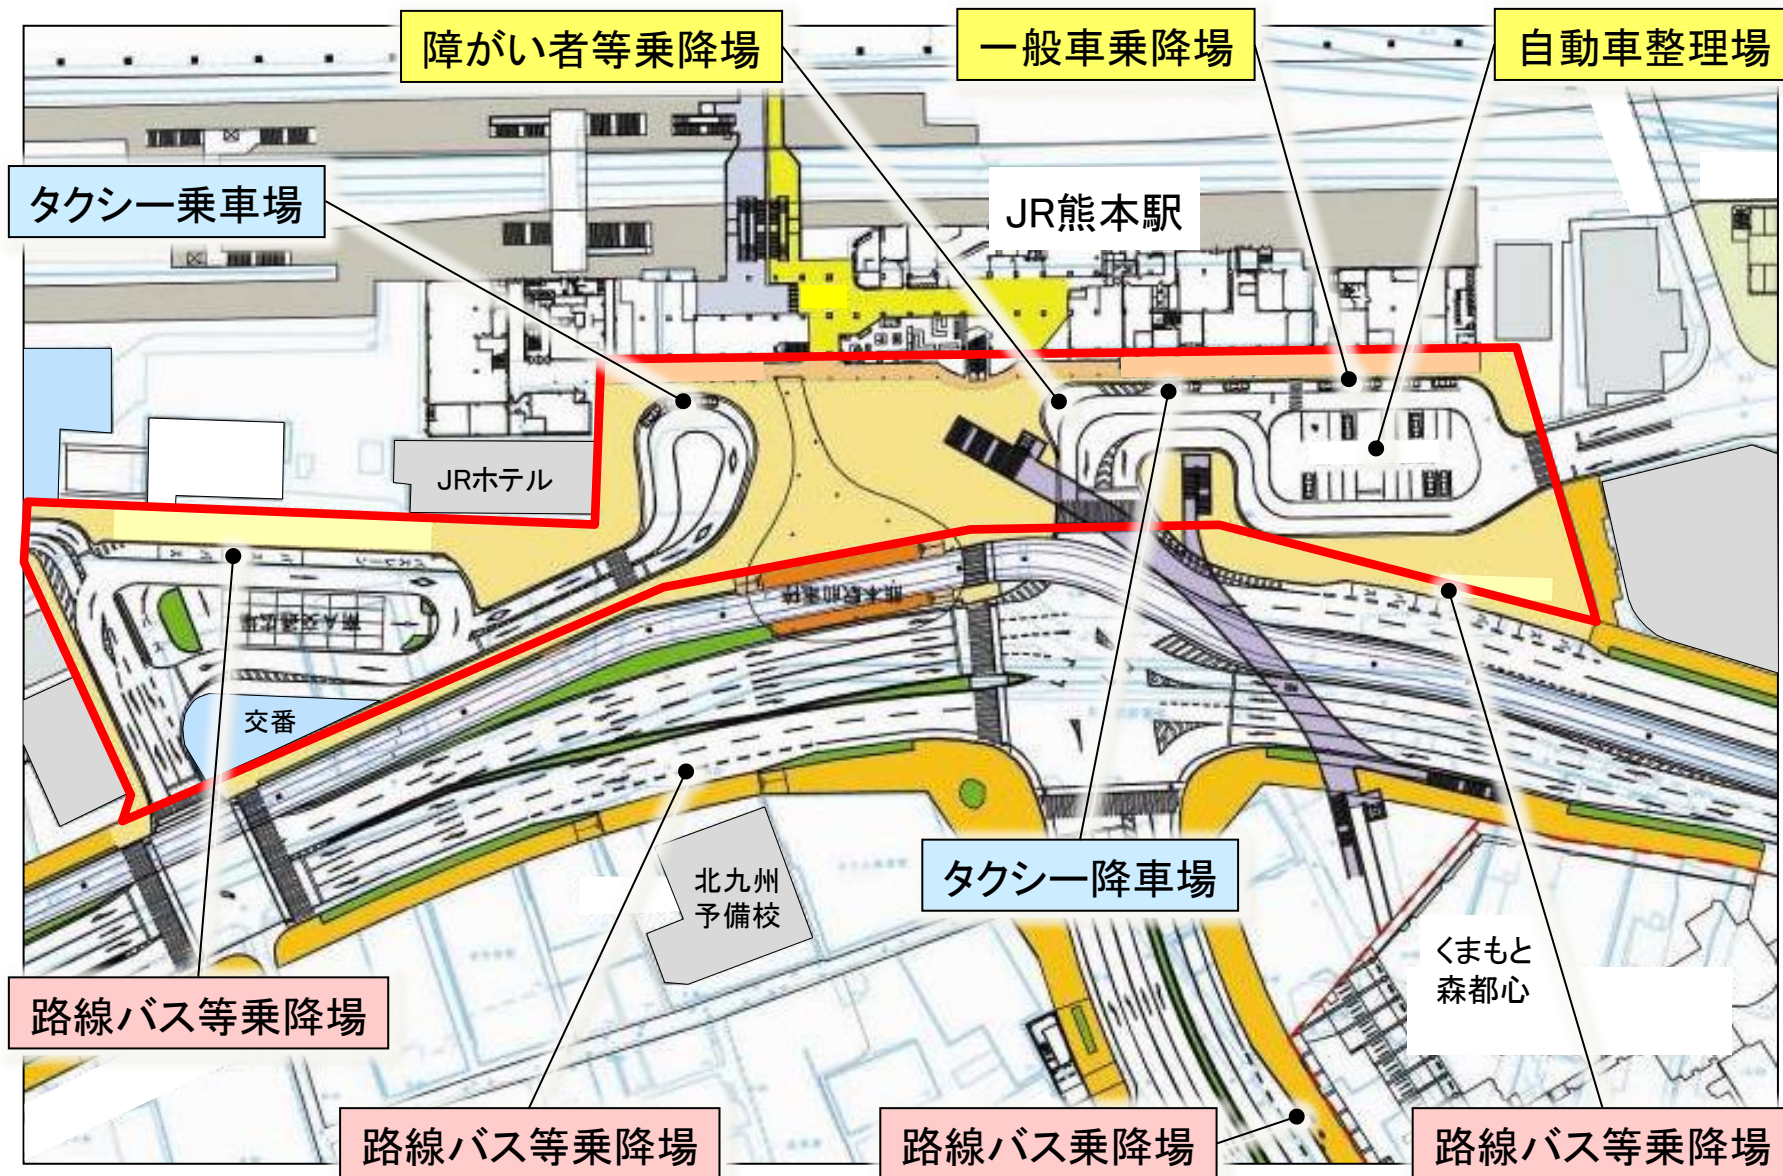 障がい者等乗降場
一般車乗降場
自動車整理場
タクシー乗車場
JR熊本駅
JRホテル
交番
北九州
予備校
タクシー降車場
くまもと
森都心
路線バス等乗降場
路線バス等乗降場
路線バス乗降場
路線バス等乗降場